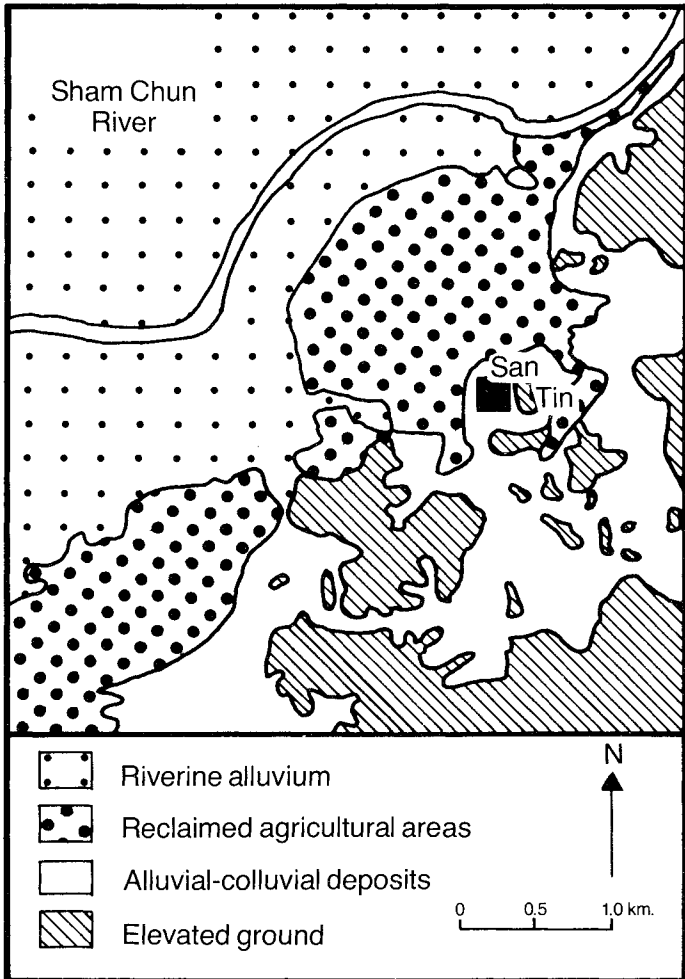 Sham Chun
River
San
Tin
Riverine alluvium
Reclaimed agricultural areas
Alluvial-colluvial deposits
Elevated ground
N
0 0.5 1.0 km.